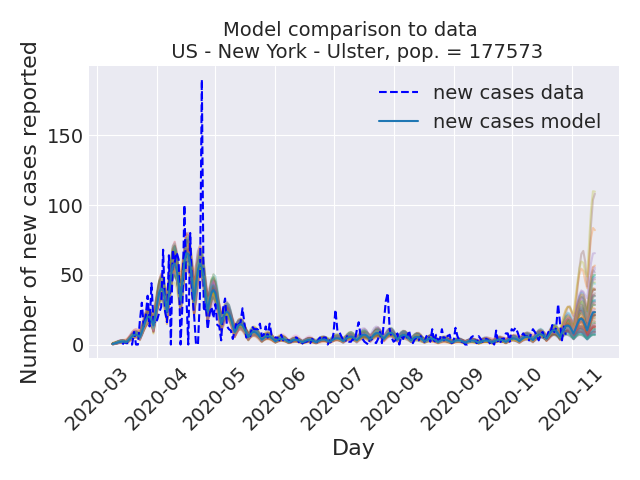 Model comparison to data
US - New York - Ulster, pop. = 177573
Number of new cases reported
150
100
50
0
new cases data
new cases model
2020-03
2020-04
2020-05
2020-06
2020-07
2020-08
2020-09
2020-10
2020-11
Day